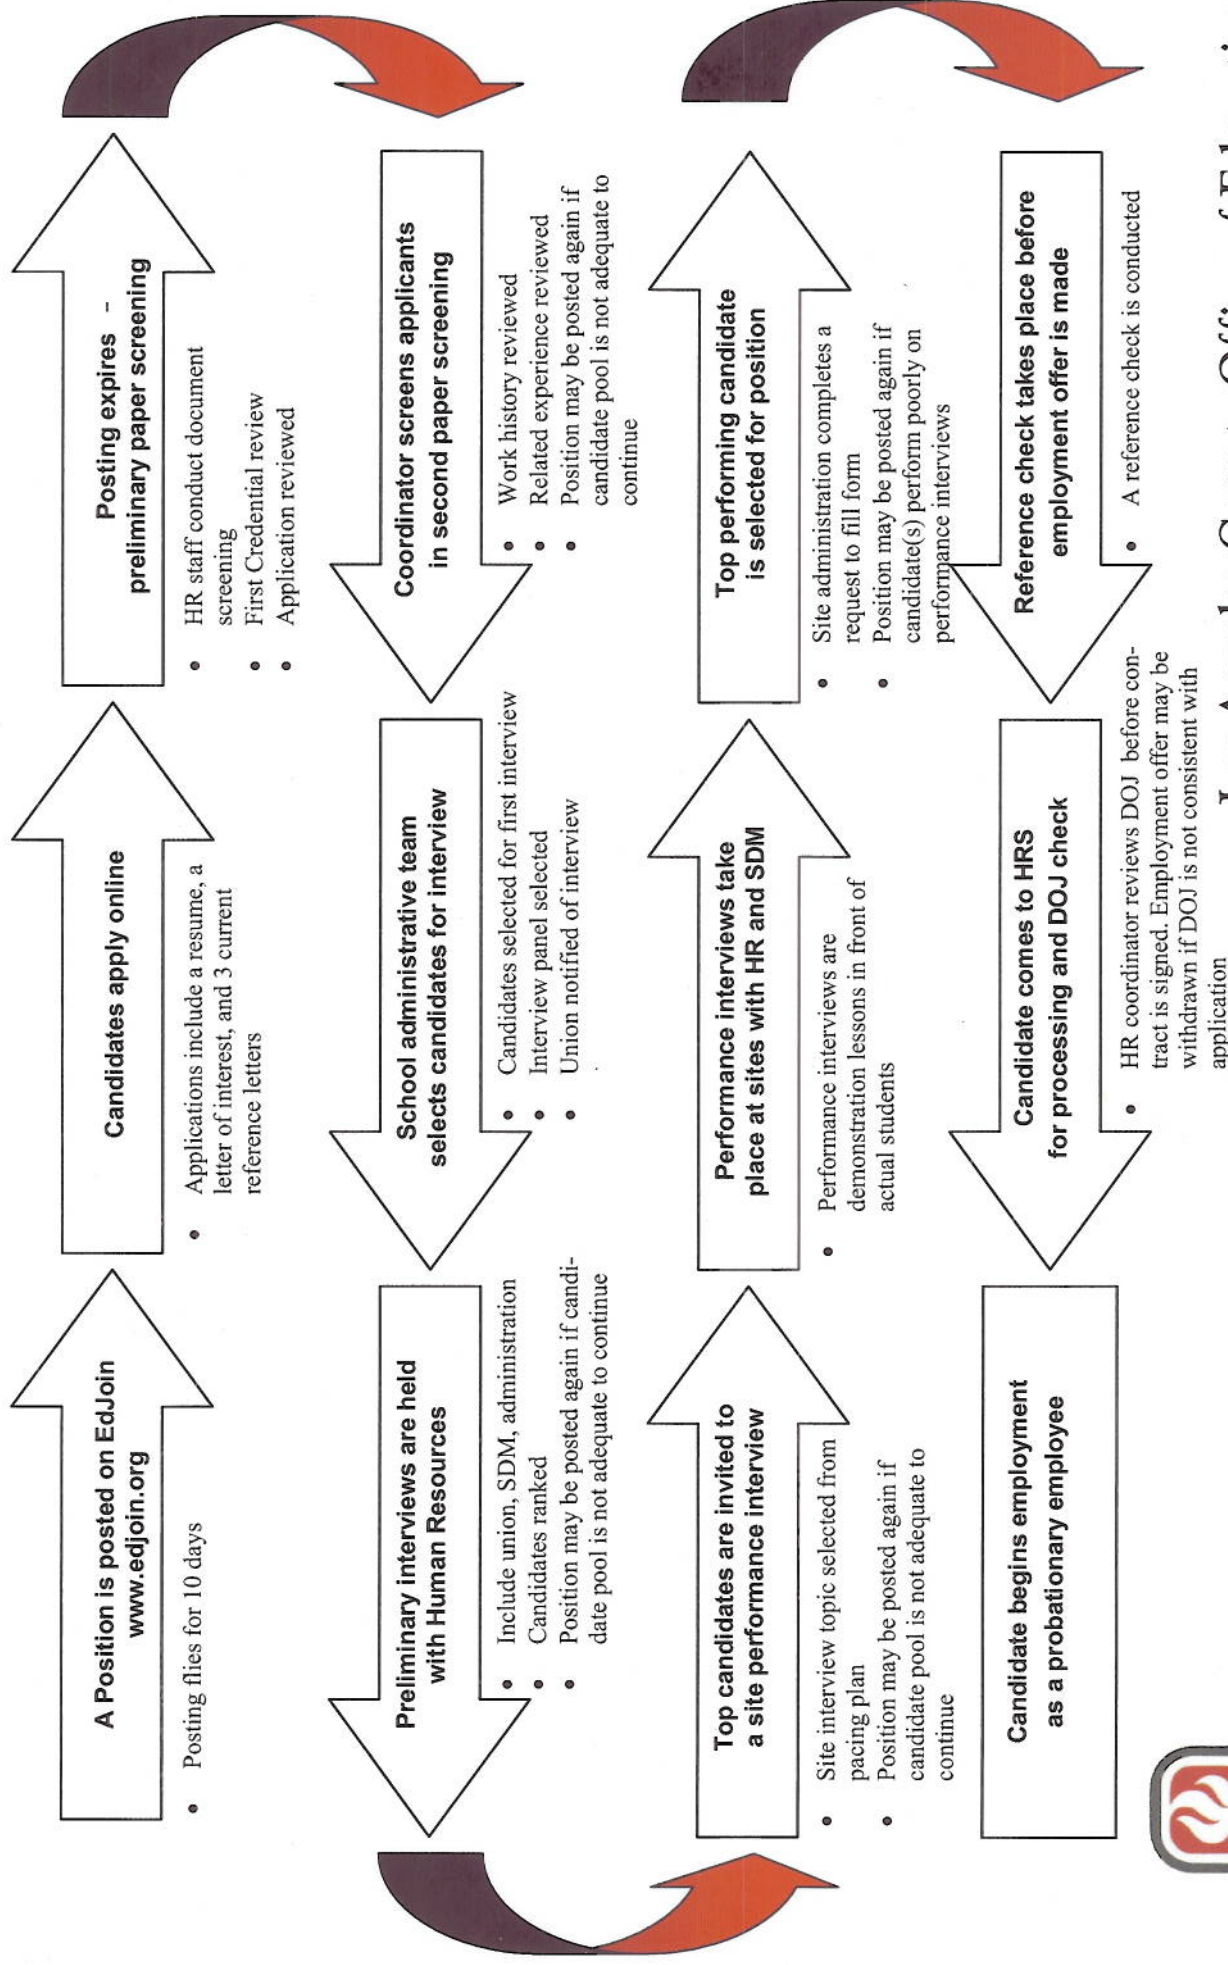 A Position is posted on EdJoin
www.edjoin.org
• Posting flies for 10 days
Candidates apply online
• Applications include a resume, a
letter of interest, and 3 current
reference letters
Posting expires –
preliminary paper screening
• HR staff conduct document
screening
• First Credential review
• Application reviewed
Coordinator screens applicants
in second paper screening
• Work history reviewed
• Related experience reviewed
• Position may be posted again if
candidate pool is not adequate to
continue
School administrative team
selects candidates for interview
• Candidates selected for first interview
• Interview panel selected
• Union notified of interview
Preliminary interviews are held
with Human Resources
• Include union, SDM, administration
• Candidates ranked
• Position may be posted again if candi-
date pool is not adequate to continue
Top candidates are invited to
a site performance interview
• Site interview topic selected from
pacing plan
• Position may be posted again if
candidate pool is not adequate to
continue
Performance interviews take
place at sites with HR and SDM
• Performance interviews are
demonstration lessons in front of
actual students
Top performing candidate
is selected for position
• Site administration completes a
request to fill form
• Position may be posted again if
candidate(s) perform poorly on
performance interviews
Reference check takes place before
employment offer is made
• A reference check is conducted
Candidate comes to HRS
for processing and DOJ check
• HR coordinator reviews DOJ before con-
tract is signed. Employment offer may be
withdrawn if DOJ is not consistent with
application
Candidate begins employment
as a probationary employee